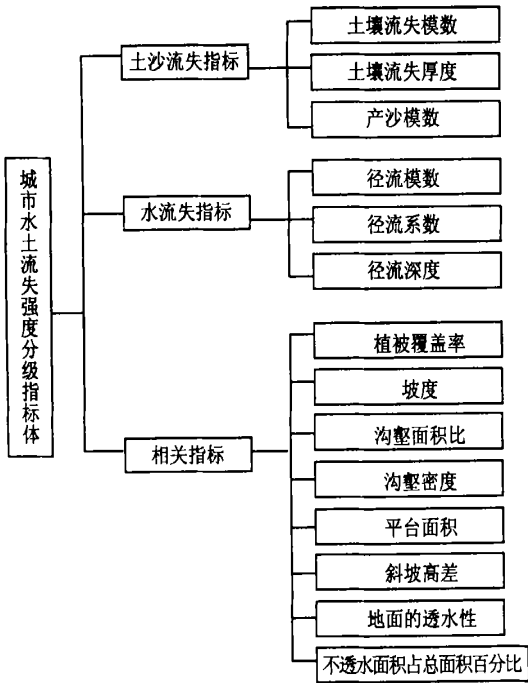 城市水土流失强度分级指标体
土沙流失指标
土壤流失模数
土壤流失厚度
产沙模数
水流失指标
径流模数
径流系数
径流深度
相关指标
植被覆盖率
坡度
沟壑面积比
沟壑密度
平台面积
斜坡高差
地面的透水性
不透水面积占总面积百分比